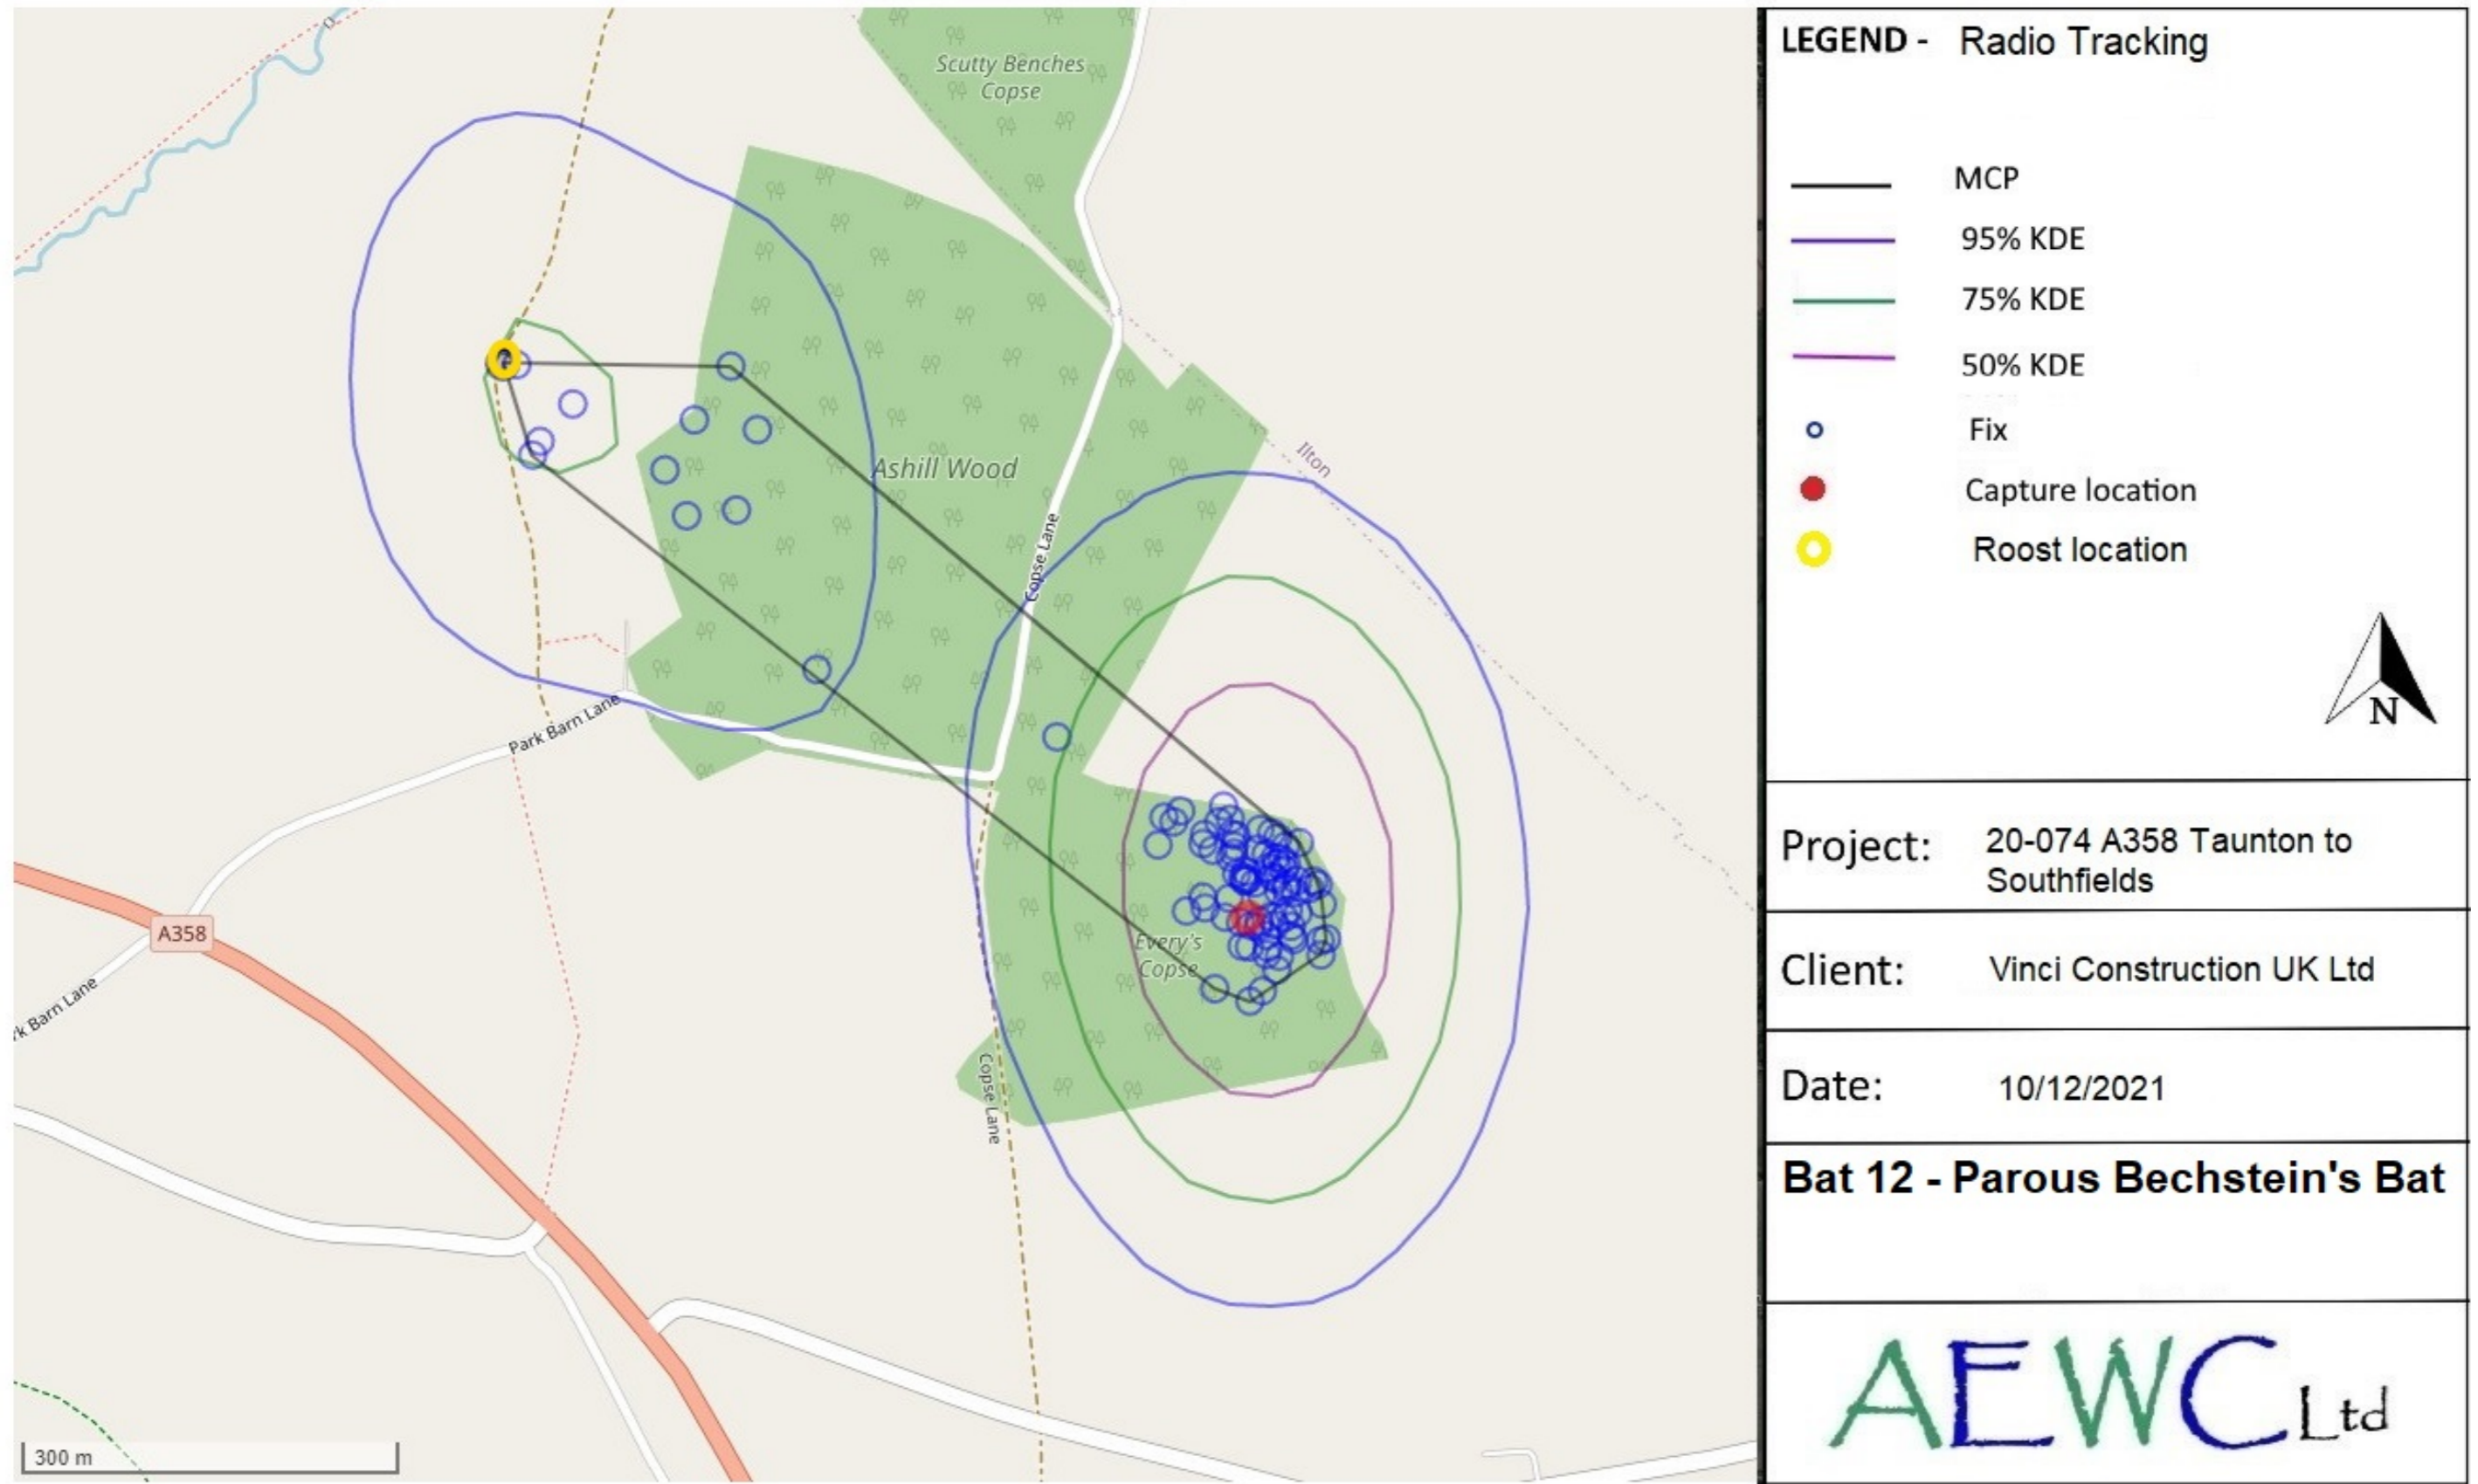 Scutty Benches
Copse
Ilton
Ashill Wood
Copse Lane
Park Barn Lane
A358
Every's
Copse
rk Barn Lane
Copse Lane
300 m
LEGEND - Radio Tracking
MCP
95% KDE
75% KDE
50% KDE
Fix
Capture location
Roost location
N
Project: 20-074 A358 Taunton to
Southfields
Client: Vinci Construction UK Ltd
Date: 10/12/2021
Bat 12 - Parous Bechstein's Bat
AEWC Ltd